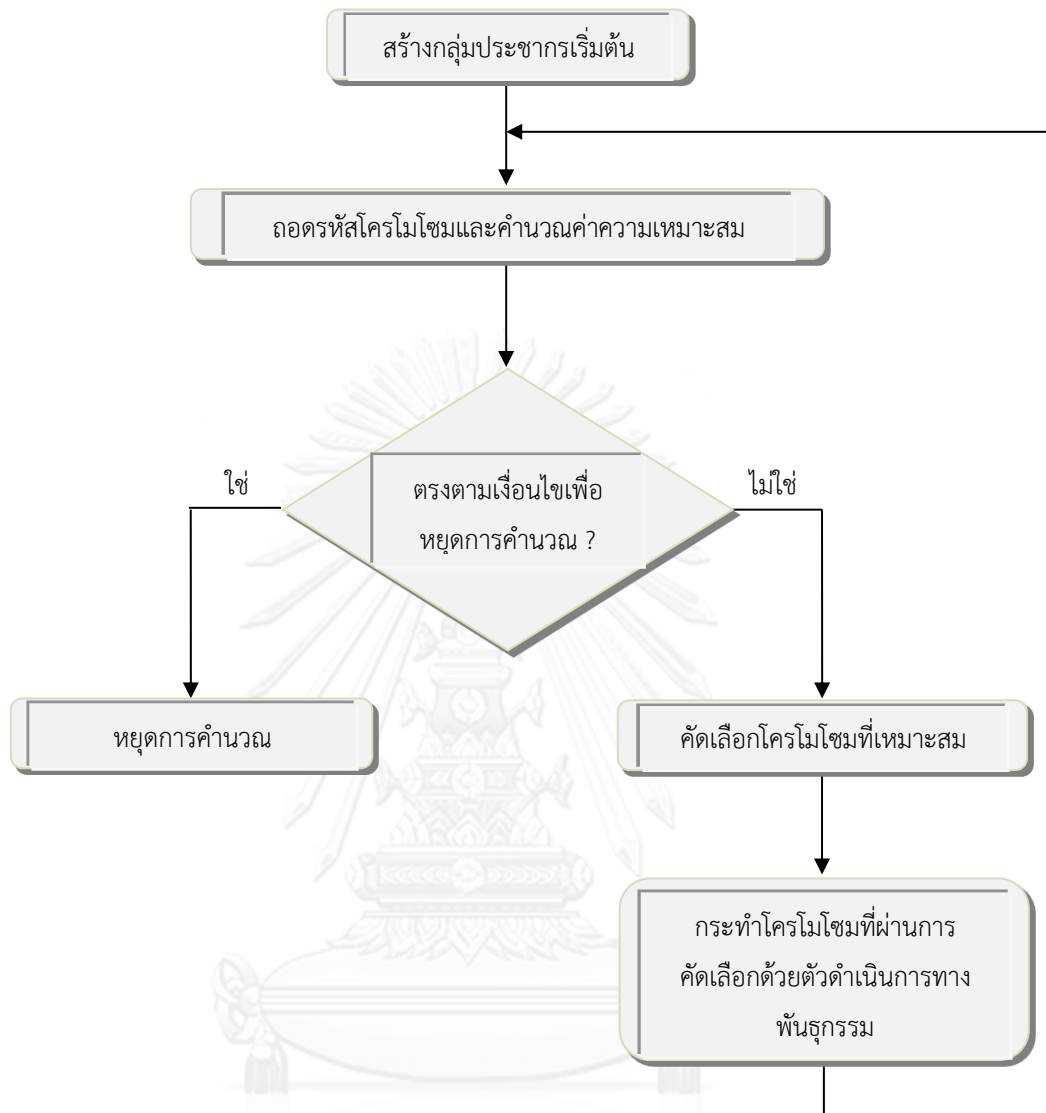 สร้างกลุ่มประชากรเริ่มต้น
ถอดรหัสโครโมโซมและคำนวณค่าความเหมาะสม
ตรงตามเงื่อนไขเพื่อ
หยุดการคำนวณ ?
ใช่
ไม่ใช่
หยุดการคำนวณ
คัดเลือกโครโมโซมที่เหมาะสม
กระทำโครโมโซมที่ผ่านการ
คัดเลือกด้วยตัวดำเนินการทาง
พันธุกรรม